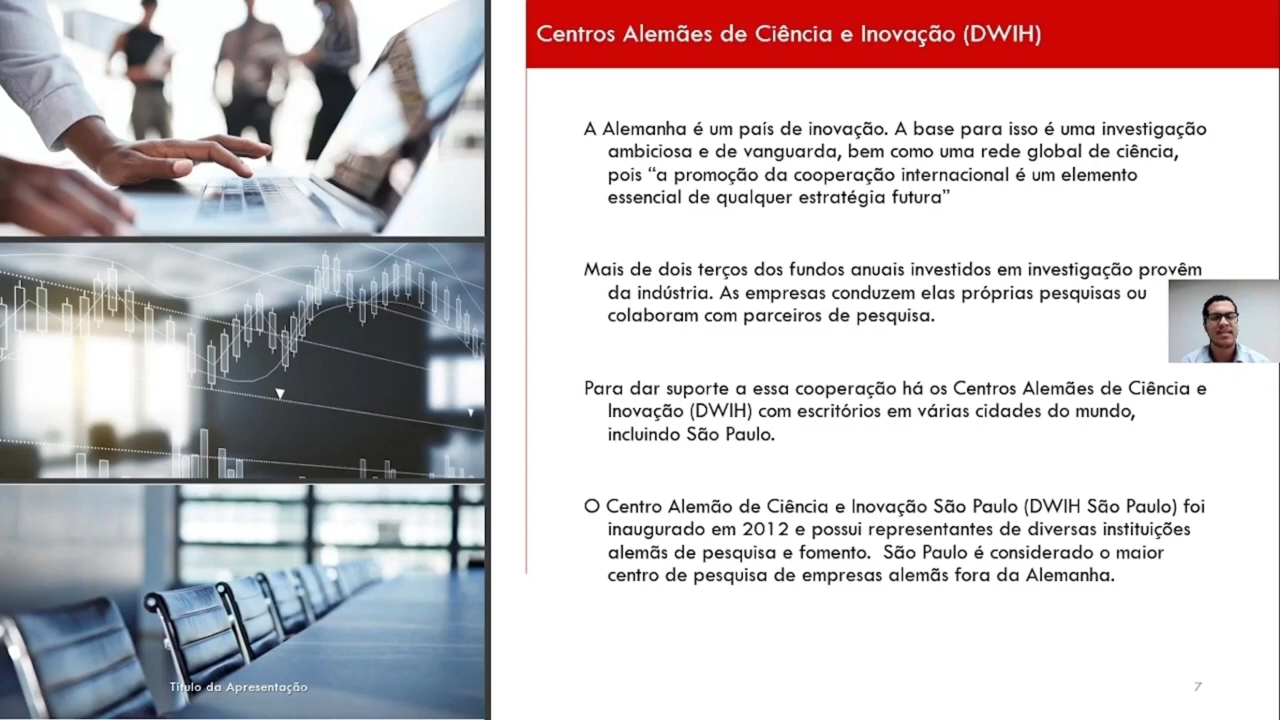 Centros Alemães de Ciência e Inovação (DWIH)
A Alemanha é um país de inovação. A base para isso é uma investigação
ambiciosa e de vanguarda, bem como uma rede global de ciência,
pois “a promoção da cooperação internacional é um elemento
essencial de qualquer estratégia futura”
Mais de dois terços dos fundos anuais investidos em investigação provêm
da indústria. As empresas conduzem elas próprias pesquisas ou
colaboram com parceiros de pesquisa.
Para dar suporte a essa cooperação há os Centros Alemães de Ciência e
Inovação (DWIH) com escritórios em várias cidades do mundo,
incluindo São Paulo.
O Centro Alemão de Ciência e Inovação São Paulo (DWIH São Paulo) foi
inaugurado em 2012 e possui representantes de diversas instituições
alemãs de pesquisa e fomento. São Paulo é considerado o maior
centro de pesquisa de empresas alemãs fora da Alemanha.
Título da Apresentação
7